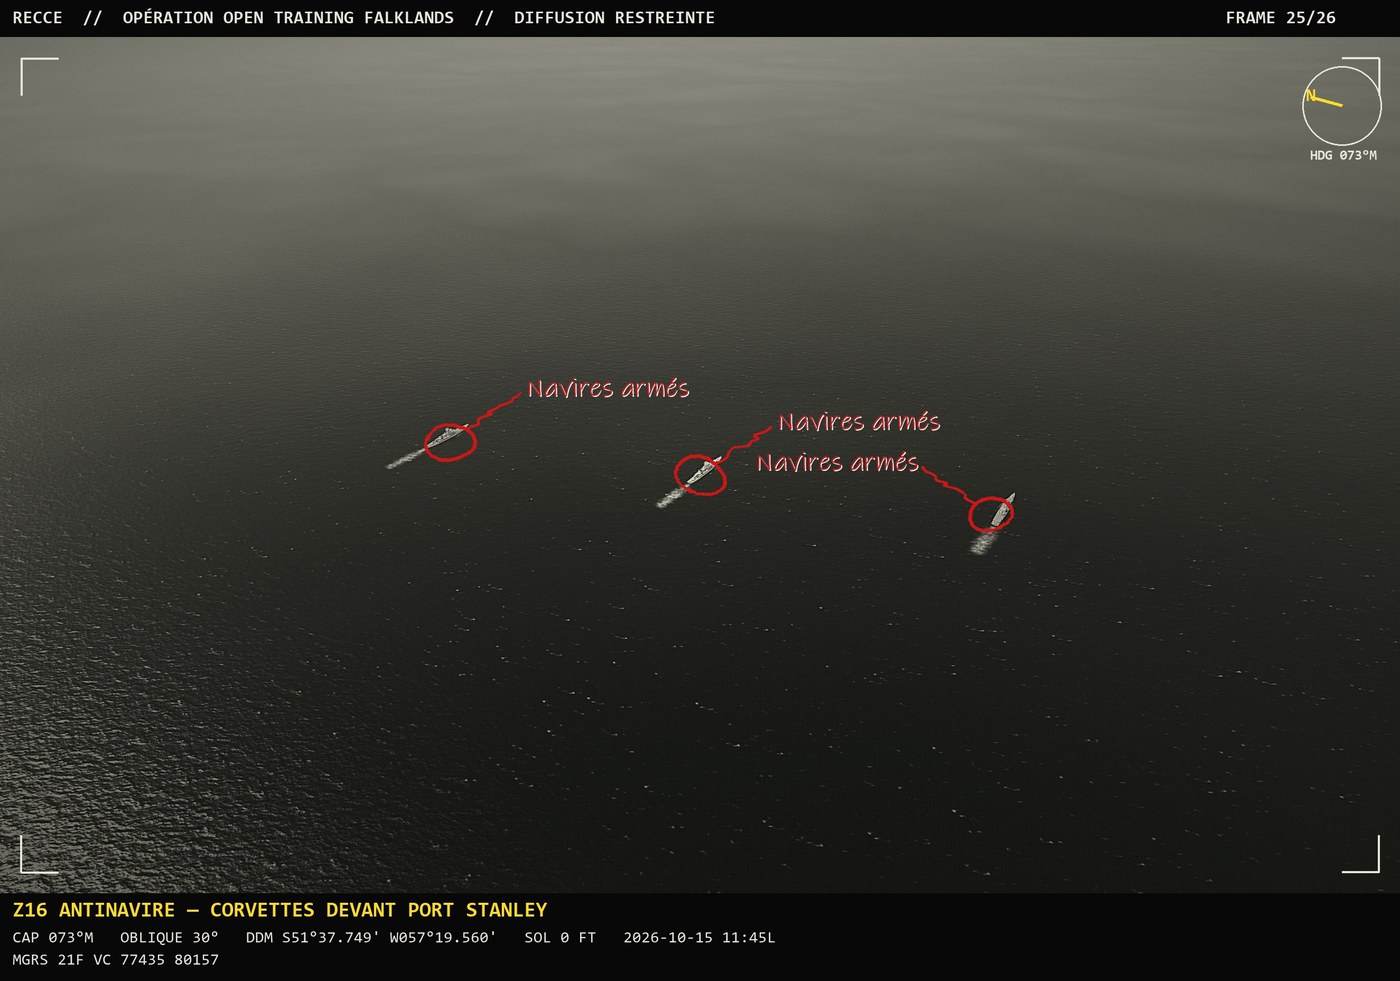 RECCE // OPÉRATION OPEN TRAINING FALKLANDS // DIFFUSION RESTREINTE
FRAME 25/26
N
HDG 073°M
Navires armés
Navires armés
Navires armés
Z16 ANTINAVIRE — CORVETTES DEVANT PORT STANLEY
CAP 073°M OBLIQUE 30° DDM S51°37.749' W057°19.560' SOL 0 FT 2026-10-15 11:45L
MGRS 21F VC 77435 80157